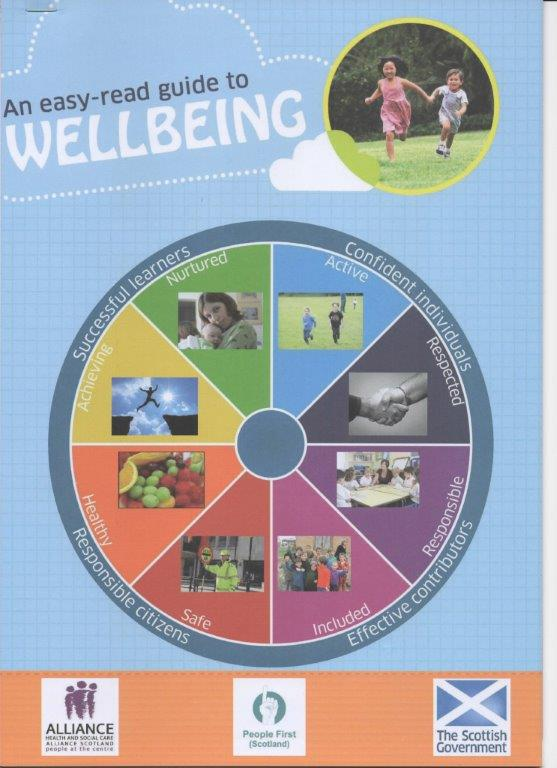 An easy-read guide to
WELLBEING
Successful learners
Confident individuals
Nurtured
Active
Achieving
Respected
Healthy
Responsible
Safe
Included
Responsible citizens
Effective contributors
ALLIANCE
HEALTH AND SOCIAL CARE
ALLIANCE SCOTLAND
people at the centre
People First
(Scotland)
The Scottish
Government